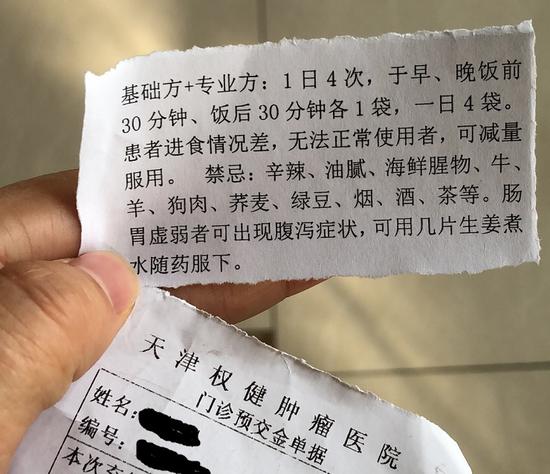 基础方+专业方：1日4次，于早、晚饭前
30分钟、饭后30分钟各1袋，一日4袋。
患者进食情况差，无法正常使用者，可减量
服用。 禁忌：辛辣、油腻、海鲜腥物、牛、
羊、狗肉、荞麦、绿豆、烟、酒、茶等。肠
胃虚弱者可出现腹泻症状，可用几片生姜煮
水随药服下。
天津权健肿瘤医院
门诊预交金单据
姓名：
编号：
本次